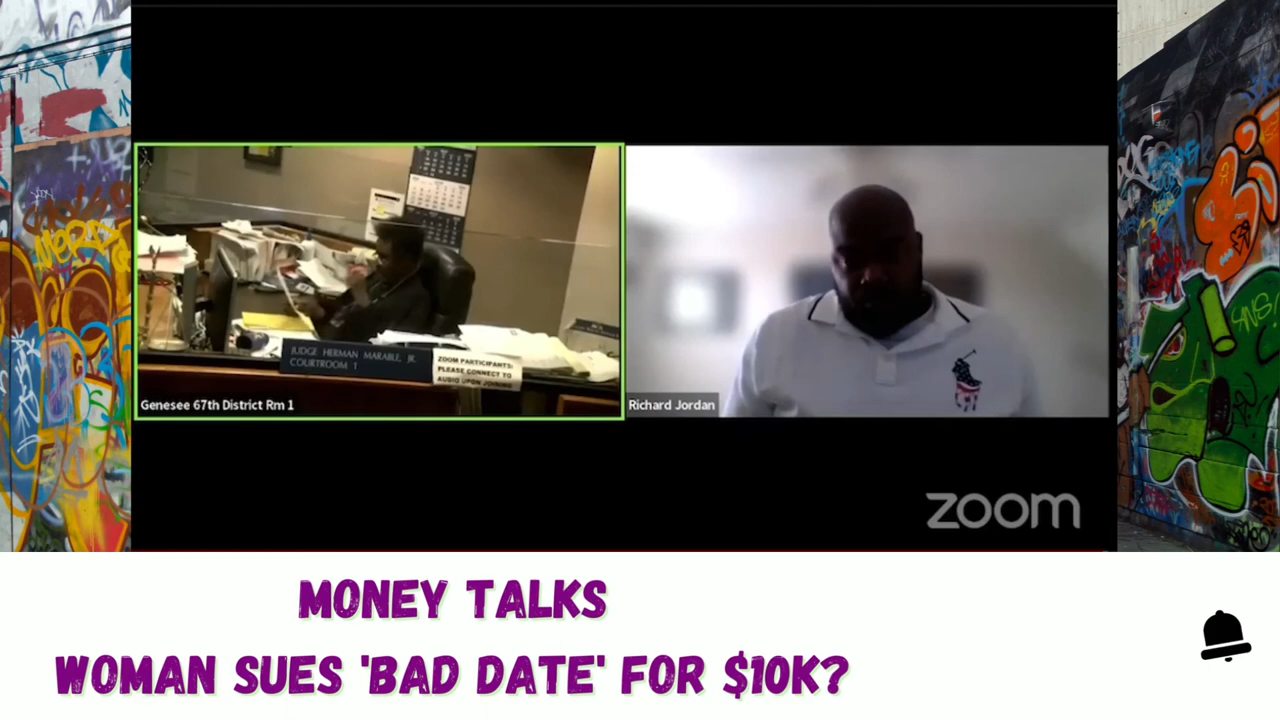 JUDGE HERMAN MARABLE, JR.
COURTROOM 1
ZOOM PARTICIPANTS:
PLEASE CONNECT TO
AUDIO UPON JOINING
Genesee 67th District Rm 1
Richard Jordan
zoom
MONEY TALKS
WOMAN SUES 'BAD DATE' FOR $10K?